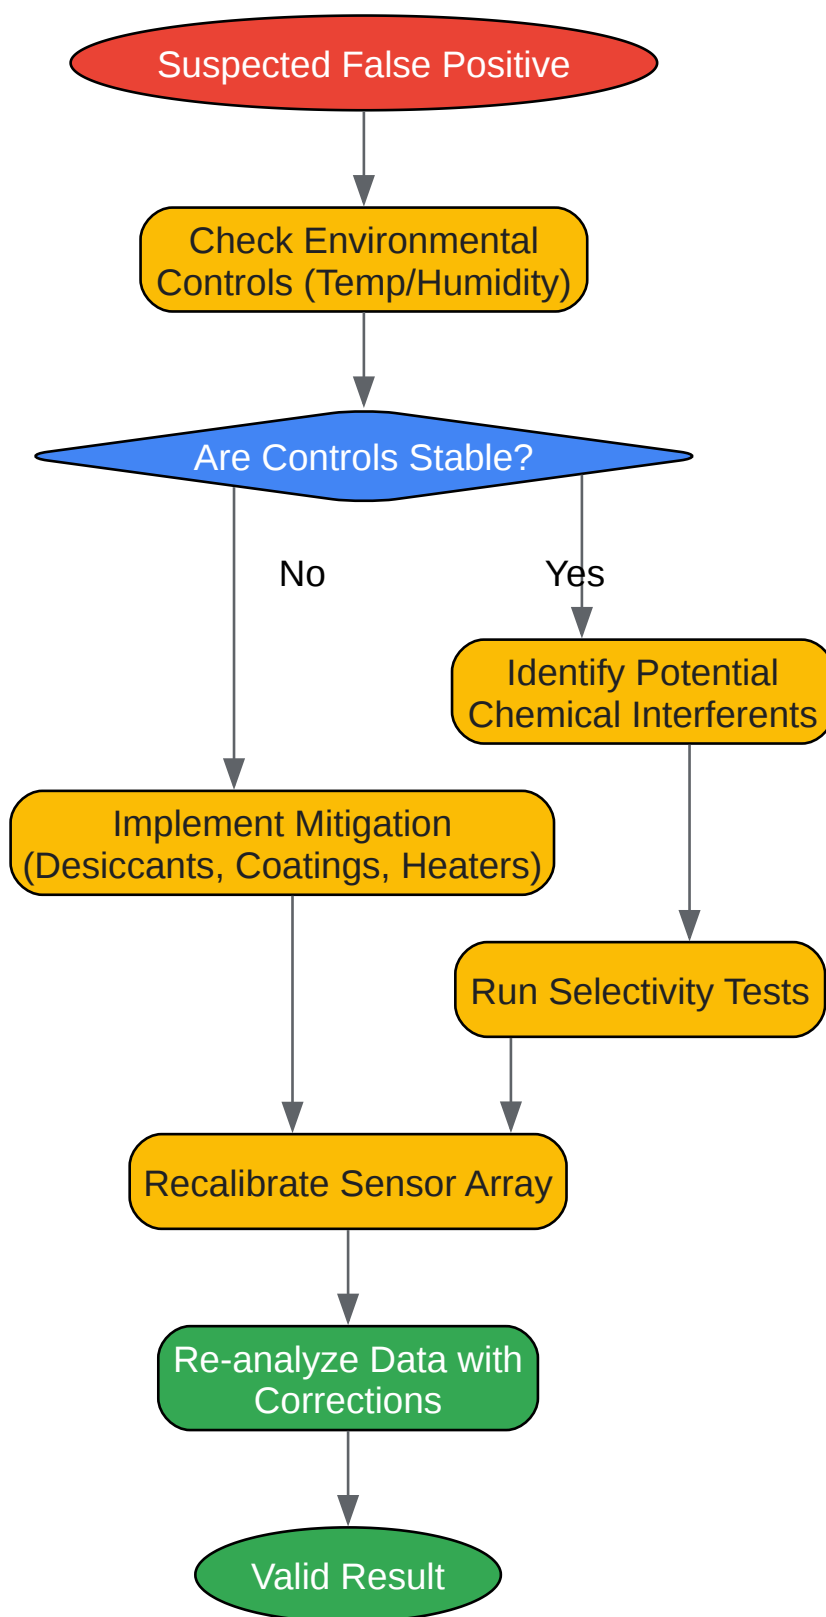 Suspected False Positive
Check Environmental
Controls (Temp/Humidity)
Are Controls Stable?
No
Yes
Identify Potential
Chemical Interferents
Implement Mitigation
(Desiccants, Coatings, Heaters)
Run Selectivity Tests
Recalibrate Sensor Array
Re-analyze Data with
Corrections
Valid Result